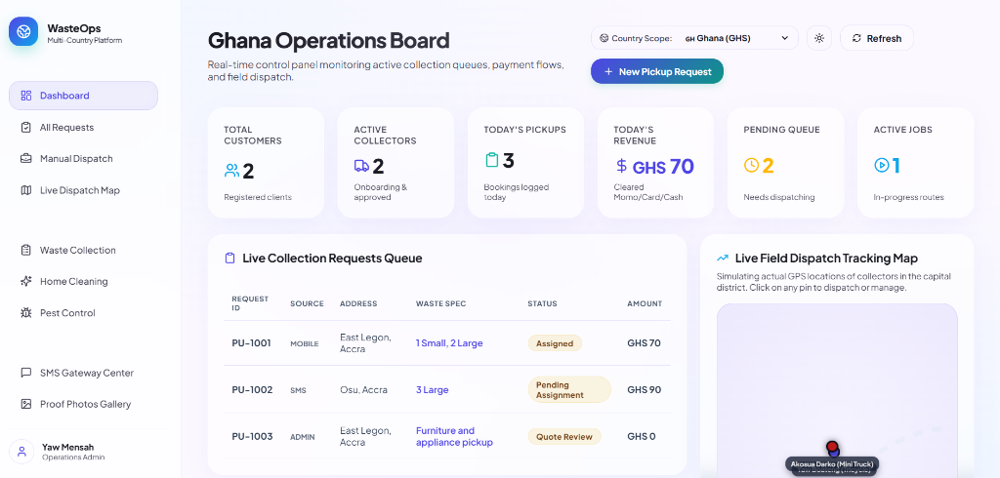 WasteOps
Multi-Country Platform
Dashboard
All Requests
Manual Dispatch
Live Dispatch Map
Waste Collection
Home Cleaning
Pest Control
SMS Gateway Center
Proof Photos Gallery
Yaw Mensah
Operations Admin
Ghana Operations Board
Real-time control panel monitoring active collection queues, payment flows,
and field dispatch.
Country Scope:
GH Ghana (GHS)
Refresh
New Pickup Request
TOTAL
CUSTOMERS
2
Registered clients
ACTIVE
COLLECTORS
2
Onboarding &
approved
TODAY'S PICKUPS
3
Bookings logged
today
TODAY'S
REVENUE
$ GHS 70
Cleared
Momo/Card/Cash
PENDING QUEUE
2
Needs dispatching
ACTIVE JOBS
1
In-progress routes
Live Collection Requests Queue
REQUEST
ID
SOURCE
ADDRESS
WASTE SPEC
STATUS
AMOUNT
PU-1001
MOBILE
East Legon,
Accra
1 Small, 2 Large
Assigned
GHS 70
PU-1002
SMS
Osu, Accra
3 Large
Pending
Assignment
GHS 90
PU-1003
ADMIN
East Legon,
Accra
Furniture and
appliance pickup
Quote Review
GHS 0
Live Field Dispatch Tracking Map
Simulating actual GPS locations of collectors in the capital
district. Click on any pin to dispatch or manage.
Akosua Darko (Mini Truck)